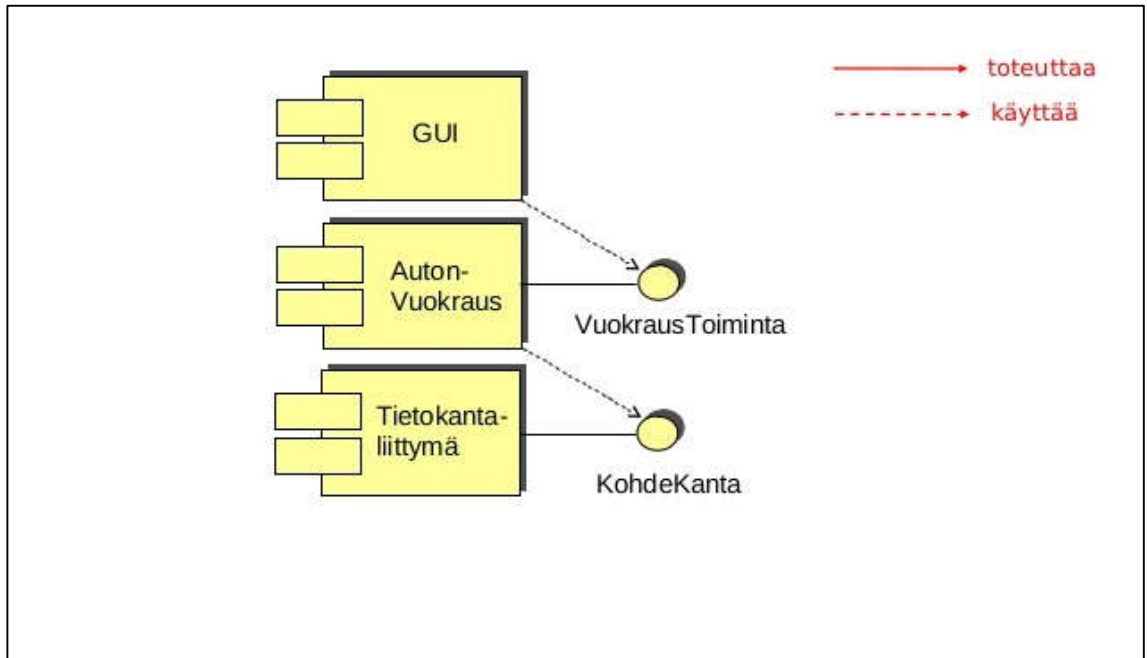 toteuttaa
käyttää
GUI
Auton-
Vuokraus
VuokrausToiminta
Tietokanta-
liittymä
KohdeKanta